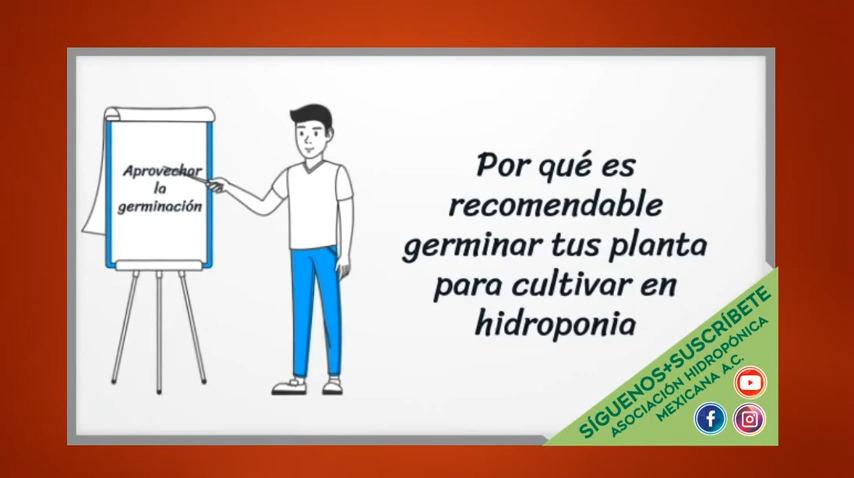 Aprovechar
la
germinación
Por qué es
recomendable
germinar tus planta
para cultivar en
hidroponia
SÍGUENOS+SUSCRÍBETE
ASOCIACIÓN HIDROPÓNICA
MEXICANA A.C.